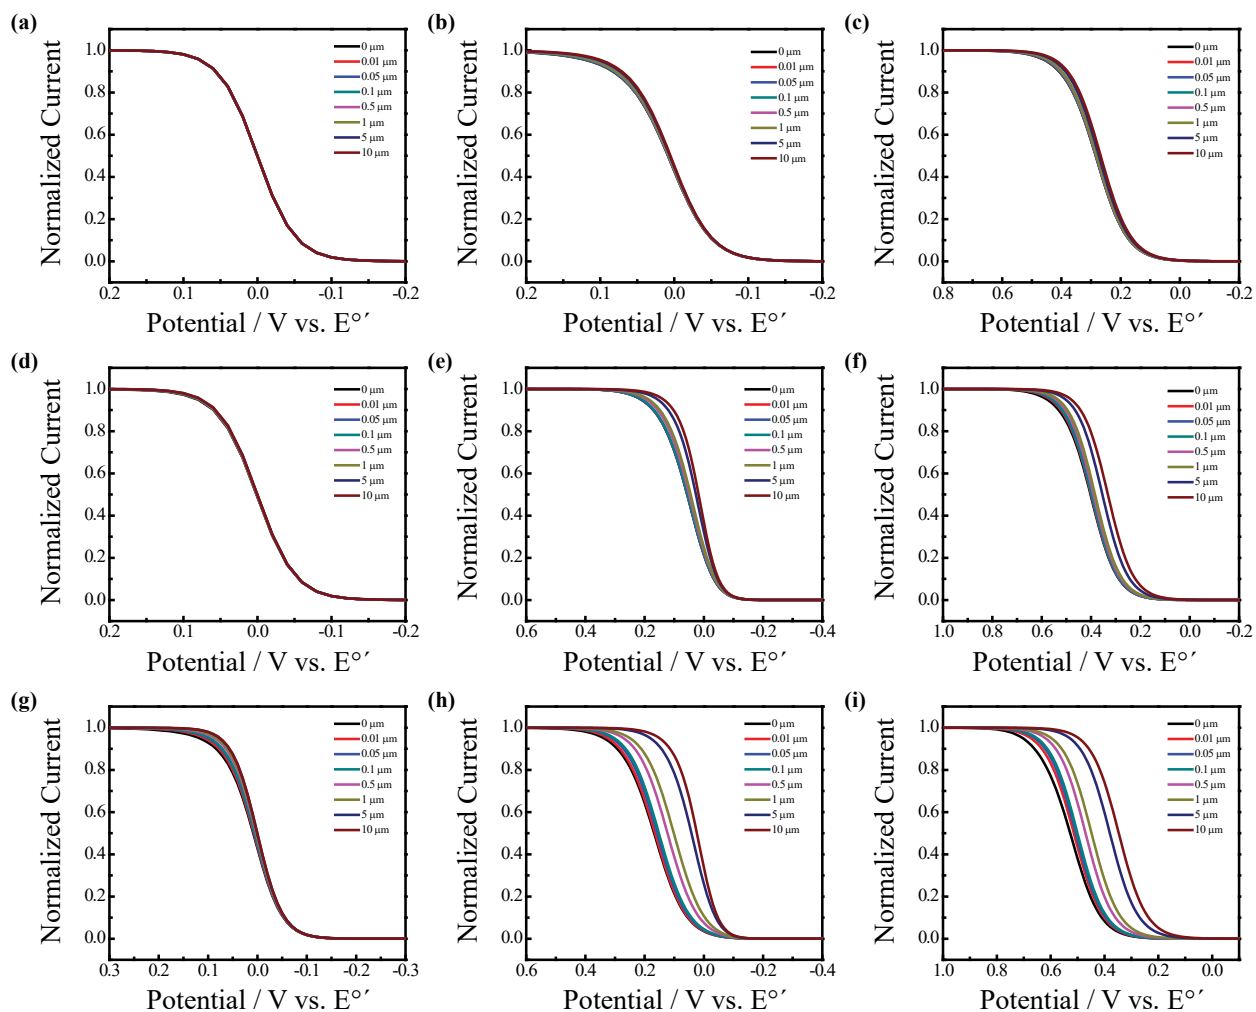 (a)
Normalized Current
1.0
0.8
0.6
0.4
0.2
0.0
0 μm
0.01 μm
0.05 μm
0.1 μm
0.5 μm
1 μm
5 μm
10 μm
0.2 0.1 0.0 -0.1 -0.2
Potential / V vs. E°′
(b)
Normalized Current
1.0
0.8
0.6
0.4
0.2
0.0
0 μm
0.01 μm
0.05 μm
0.1 μm
0.5 μm
1 μm
5 μm
10 μm
0.2 0.1 0.0 -0.1 -0.2
Potential / V vs. E°′
(c)
Normalized Current
1.0
0.8
0.6
0.4
0.2
0.0
0 μm
0.01 μm
0.05 μm
0.1 μm
0.5 μm
1 μm
5 μm
10 μm
0.8 0.6 0.4 0.2 0.0 -0.2
Potential / V vs. E°′
(d)
Normalized Current
1.0
0.8
0.6
0.4
0.2
0.0
0 μm
0.01 μm
0.05 μm
0.1 μm
0.5 μm
1 μm
5 μm
10 μm
0.2 0.1 0.0 -0.1 -0.2
Potential / V vs. E°′
(e)
Normalized Current
1.0
0.8
0.6
0.4
0.2
0.0
0 μm
0.01 μm
0.05 μm
0.1 μm
0.5 μm
1 μm
5 μm
10 μm
0.6 0.4 0.2 0.0 -0.2 -0.4
Potential / V vs. E°′
(f)
Normalized Current
1.0
0.8
0.6
0.4
0.2
0.0
0 μm
0.01 μm
0.05 μm
0.1 μm
0.5 μm
1 μm
5 μm
10 μm
1.0 0.8 0.6 0.4 0.2 0.0 -0.2
Potential / V vs. E°′
(g)
Normalized Current
1.0
0.8
0.6
0.4
0.2
0.0
0 μm
0.01 μm
0.05 μm
0.1 μm
0.5 μm
1 μm
5 μm
10 μm
0.3 0.1 0.0 -0.1 -0.3
Potential / V vs. E°′
(h)
Normalized Current
1.0
0.8
0.6
0.4
0.2
0.0
0 μm
0.01 μm
0.05 μm
0.1 μm
0.5 μm
1 μm
5 μm
10 μm
0.6 0.4 0.2 0.0 -0.2 -0.4
Potential / V vs. E°′
(i)
Normalized Current
1.0
0.8
0.6
0.4
0.2
0.0
0 μm
0.01 μm
0.05 μm
0.1 μm
0.5 μm
1 μm
5 μm
10 μm
1.0 0.8 0.6 0.4 0.2 0.0
Potential / V vs. E°′